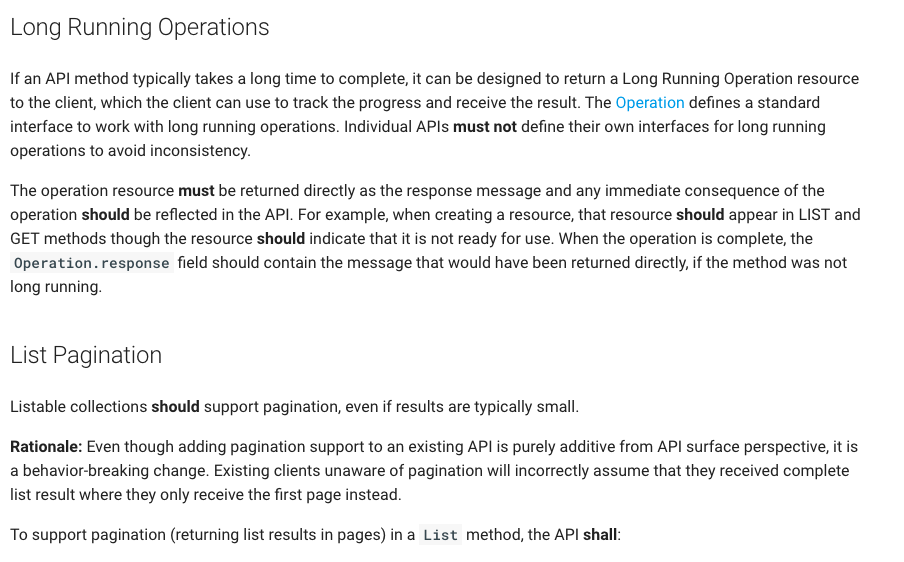 Long Running Operations
If an API method typically takes a long time to complete, it can be designed to return a Long Running Operation resource
to the client, which the client can use to track the progress and receive the result. The Operation defines a standard
interface to work with long running operations. Individual APIs must not define their own interfaces for long running
operations to avoid inconsistency.
The operation resource must be returned directly as the response message and any immediate consequence of the
operation should be reflected in the API. For example, when creating a resource, that resource should appear in LIST and
GET methods though the resource should indicate that it is not ready for use. When the operation is complete, the
Operation.response field should contain the message that would have been returned directly, if the method was not
long running.
List Pagination
Listable collections should support pagination, even if results are typically small.
Rationale: Even though adding pagination support to an existing API is purely additive from API surface perspective, it is
a behavior-breaking change. Existing clients unaware of pagination will incorrectly assume that they received complete
list result where they only receive the first page instead.
To support pagination (returning list results in pages) in a List method, the API shall: